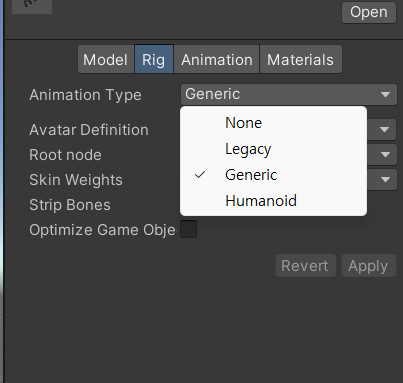 Open
Model Rig Animation Materials
Animation Type Generic
None
Avatar Definition
Legacy
Root node
Skin Weights Generic
Strip Bones Humanoid
Optimize Game Obje
Revert Apply